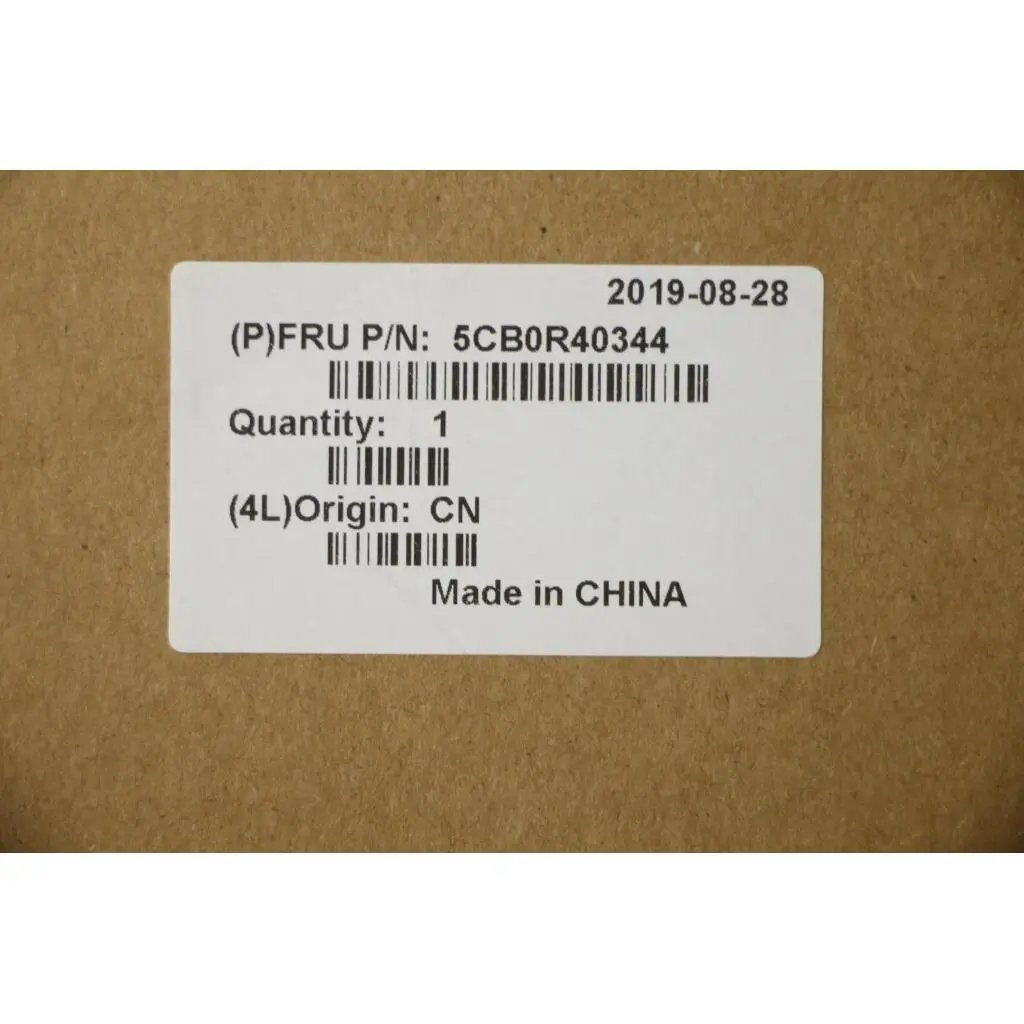 2019-08-28
(P)FRU P/N: 5CB0R40344
Quantity: 1
(4L)Origin: CN
Made in CHINA